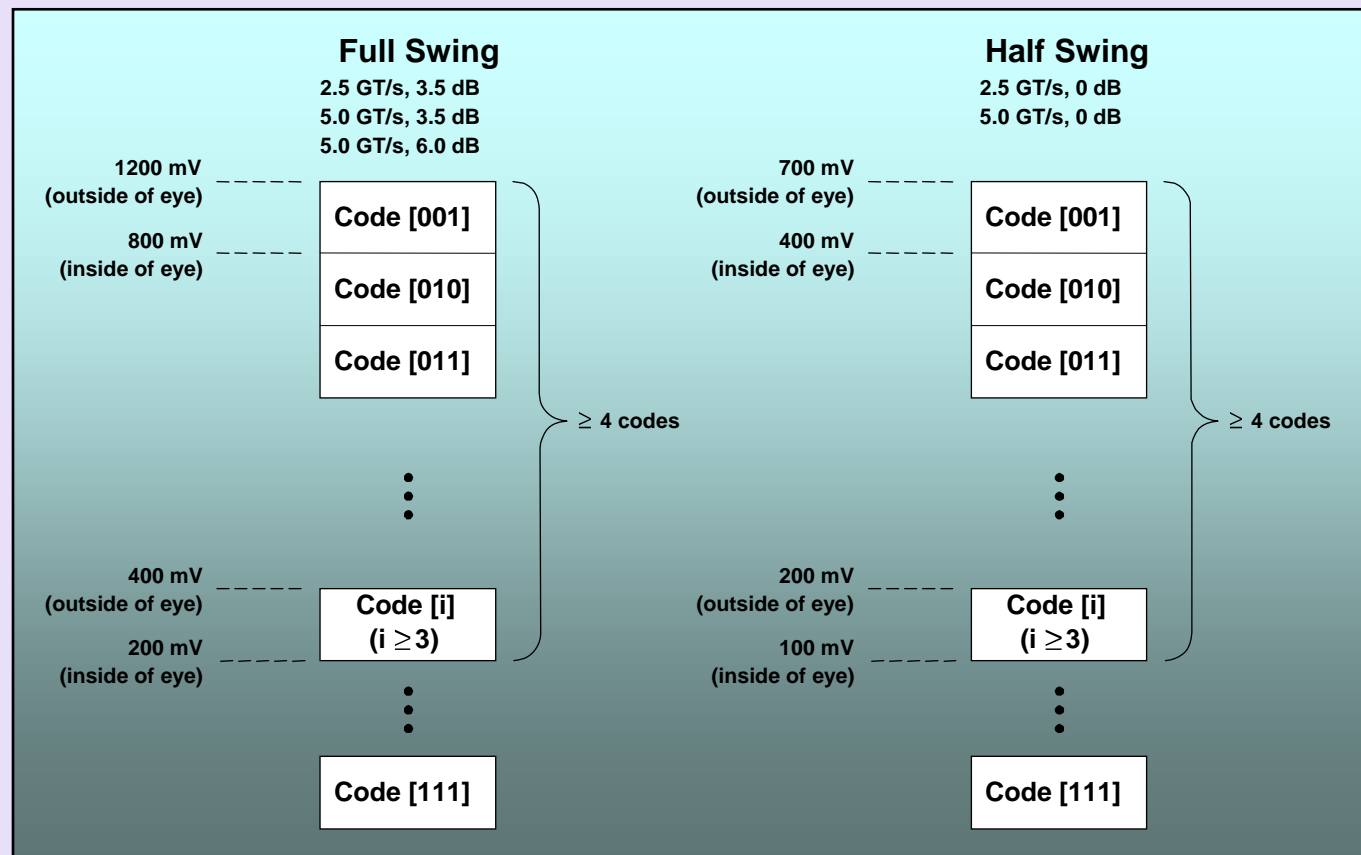 Full Swing
2.5 GT/s, 3.5 dB
5.0 GT/s, 3.5 dB
5.0 GT/s, 6.0 dB
1200 mV
(outside of eye)
800 mV
(inside of eye)
Code [001]
Code [010]
Code [011]
≥ 4 codes
400 mV
(outside of eye)
200 mV
(inside of eye)
Code [i]
(i ≥3)
Code [111]
Half Swing
2.5 GT/s, 0 dB
5.0 GT/s, 0 dB
700 mV
(outside of eye)
400 mV
(inside of eye)
Code [001]
Code [010]
Code [011]
≥ 4 codes
200 mV
(outside of eye)
100 mV
(inside of eye)
Code [i]
(i ≥3)
Code [111]